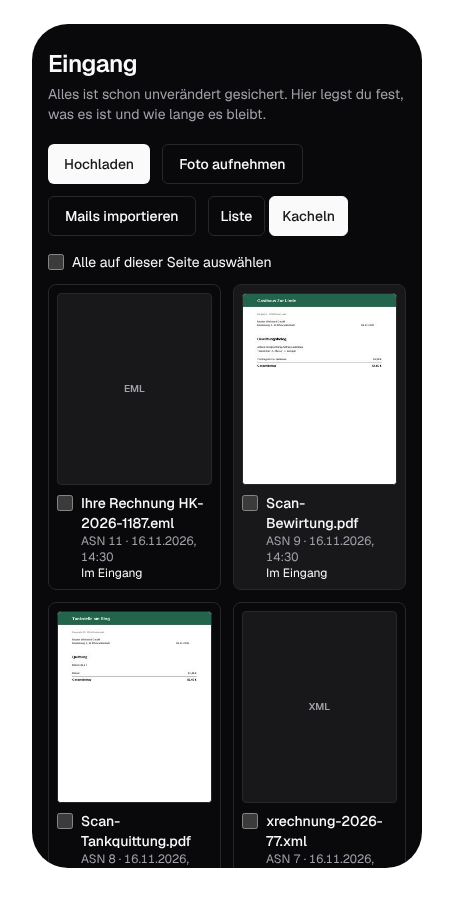 Eingang
Alles ist schon unverändert gesichert. Hier legst du fest,
was es ist und wie lange es bleibt.
Hochladen
Foto aufnehmen
Mails importieren
Liste
Kacheln
Alle auf dieser Seite auswählen
EML
Ihre Rechnung HK-
2026-1187.eml
ASN 11 · 16.11.2026,
14:30
Im Eingang
Gasthaus Zur Linde
Bewirtungsbeleg
Scan-
Bewirtung.pdf
ASN 9 · 16.11.2026,
14:30
Im Eingang
Tankstelle am Ring
Quittung
Scan-
Tankquittung.pdf
ASN 8 · 16.11.2026,
XML
xrechnung-2026-
77.xml
ASN 7 · 16.11.2026,